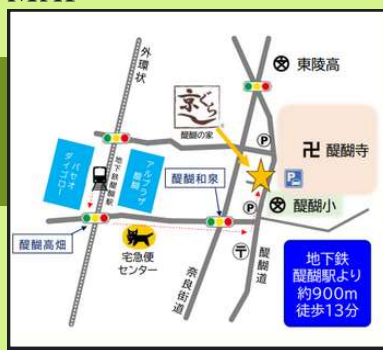 MAP
外環状
東陵高
京ぐち
醍醐の家
P
卍 醍醐寺
パセオ
ダイゴロー
地下鉄醍醐駅
アルプラザ
醍醐
醍醐和泉
P
P
醍醐小
醍醐高畑
宅急便
センター
〒
奈良街道
醍醐道
地下鉄
醍醐駅より
約900m
徒歩13分